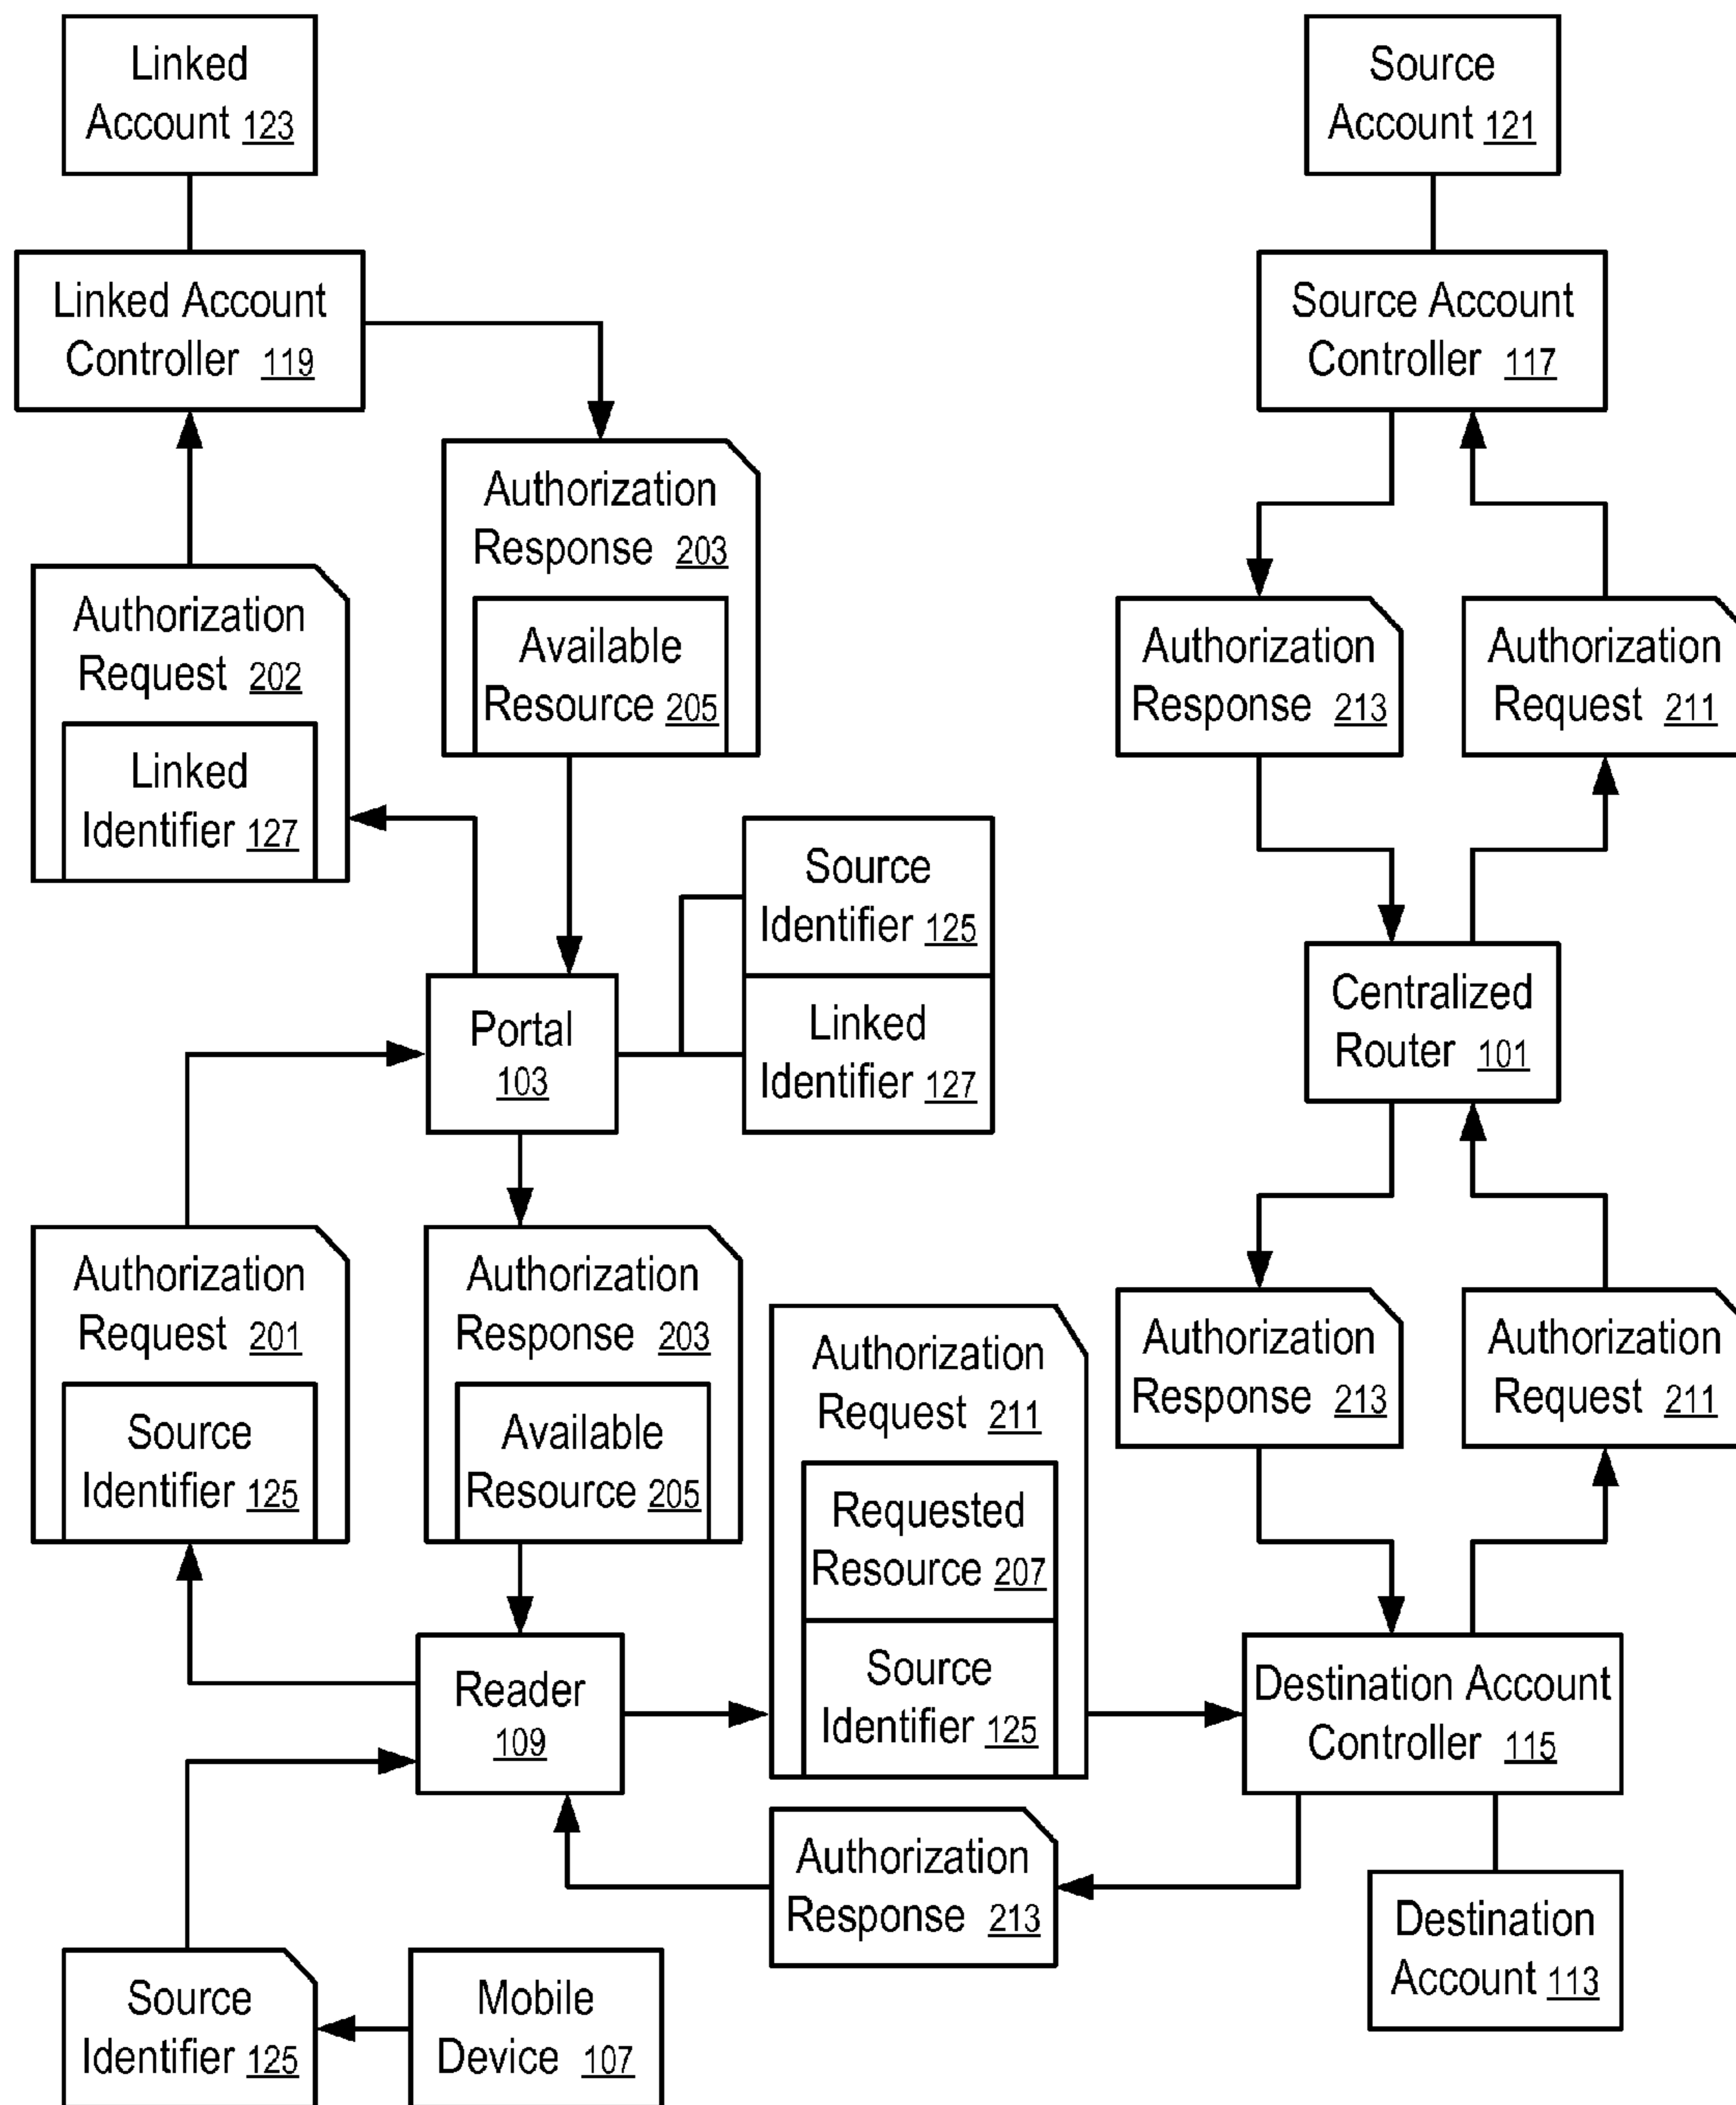 Linked
Account 123
Source
Account 121
Linked Account
Controller 119
Source Account
Controller 117
Authorization
Response 203
Available
Resource 205
Authorization
Request 202
Linked
Identifier 127
Authorization
Response 213
Authorization
Request 211
Source
Identifier 125
Linked
Identifier 127
Portal
103
Centralized
Router 101
Authorization
Request 201
Source
Identifier 125
Authorization
Response 203
Available
Resource 205
Authorization
Request 211
Requested
Resource 207
Source
Identifier 125
Authorization
Response 213
Authorization
Request 211
Reader
109
Destination Account
Controller 115
Authorization
Response 213
Destination
Account 113
Source
Identifier 125
Mobile
Device 107